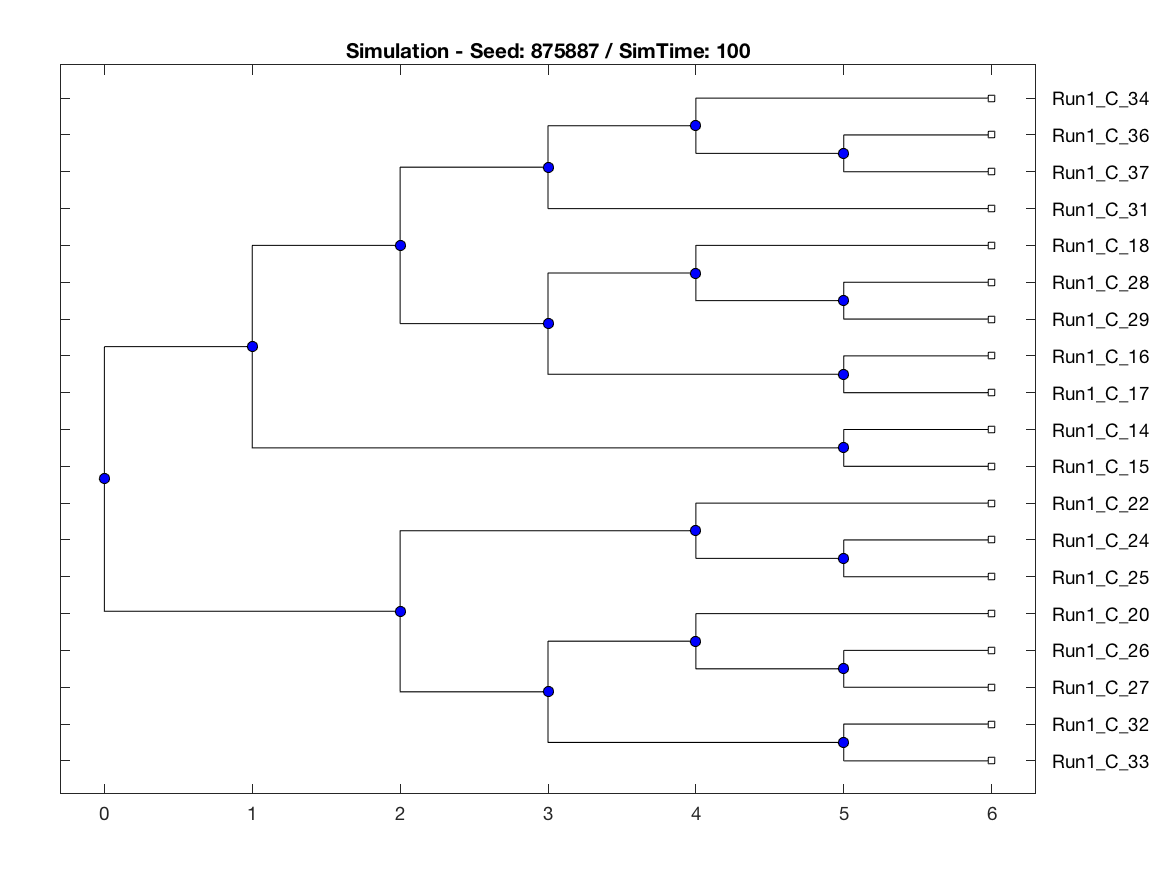 Simulation - Seed: 875887 / SimTime: 100
Run1_C_34
Run1_C_36
Run1_C_37
Run1_C_31
Run1_C_18
Run1_C_28
Run1_C_29
Run1_C_16
Run1_C_17
Run1_C_14
Run1_C_15
Run1_C_22
Run1_C_24
Run1_C_25
Run1_C_20
Run1_C_26
Run1_C_27
Run1_C_32
Run1_C_33
0 1 2 3 4 5 6